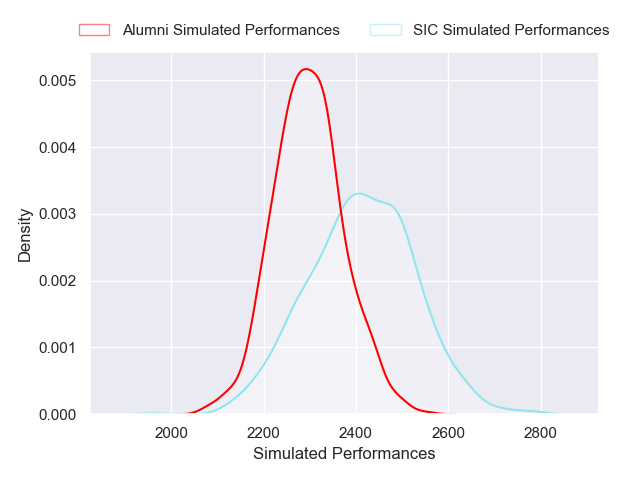 Alumni Simulated Performances
SIC Simulated Performances
0.005
0.004
0.003
0.002
0.001
0.000
Density
2000
2200
2400
2600
2800
Simulated Performances